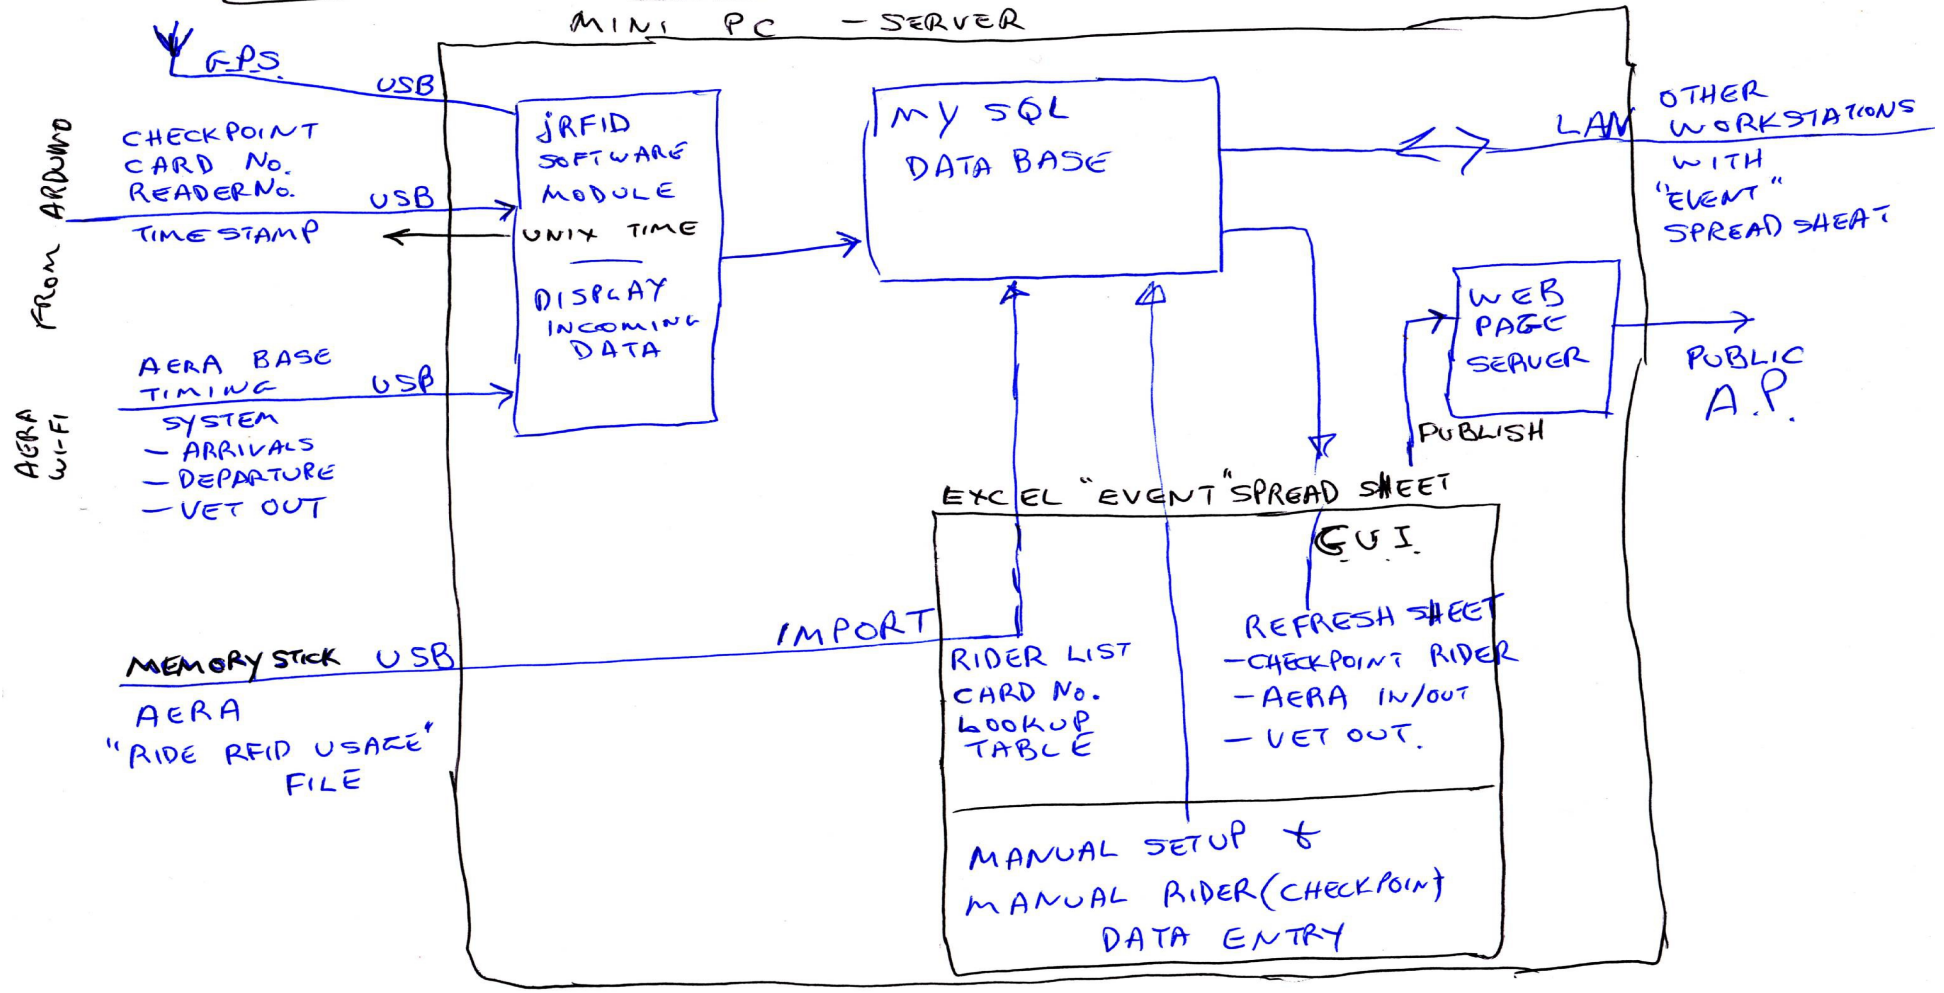 MINI PC - SERVER
G.P.S.
USB
FROM ARDUINO
CHECKPOINT
CARD No.
READER No.
USB
TIME STAMP
jRFID
SOFTWARE
MODULE
UNIX TIME
DISPLAY
INCOMING
DATA
MY SQL
DATA BASE
LAN
OTHER
WORKSTATIONS
WITH
"EVENT"
SPREAD SHEAT
WEB
PAGE
SERVER
PUBLIC
A.P.
PUBLISH
AERA
WI-FI
AERA BASE
TIMING
USB
SYSTEM
- ARRIVALS
- DEPARTURE
- VET OUT
EXCEL "EVENT" SPREAD SHEET
G.U.I.
MEMORY STICK USB
IMPORT
AERA
"RIDE RFID USAGE"
FILE
RIDER LIST
CARD No.
LOOKUP
TABLE
REFRESH SHEET
- CHECKPOINT RIDER
- AERA IN/OUT
- VET OUT.
MANUAL SETUP &
MANUAL RIDER (CHECKPOINT)
DATA ENTRY